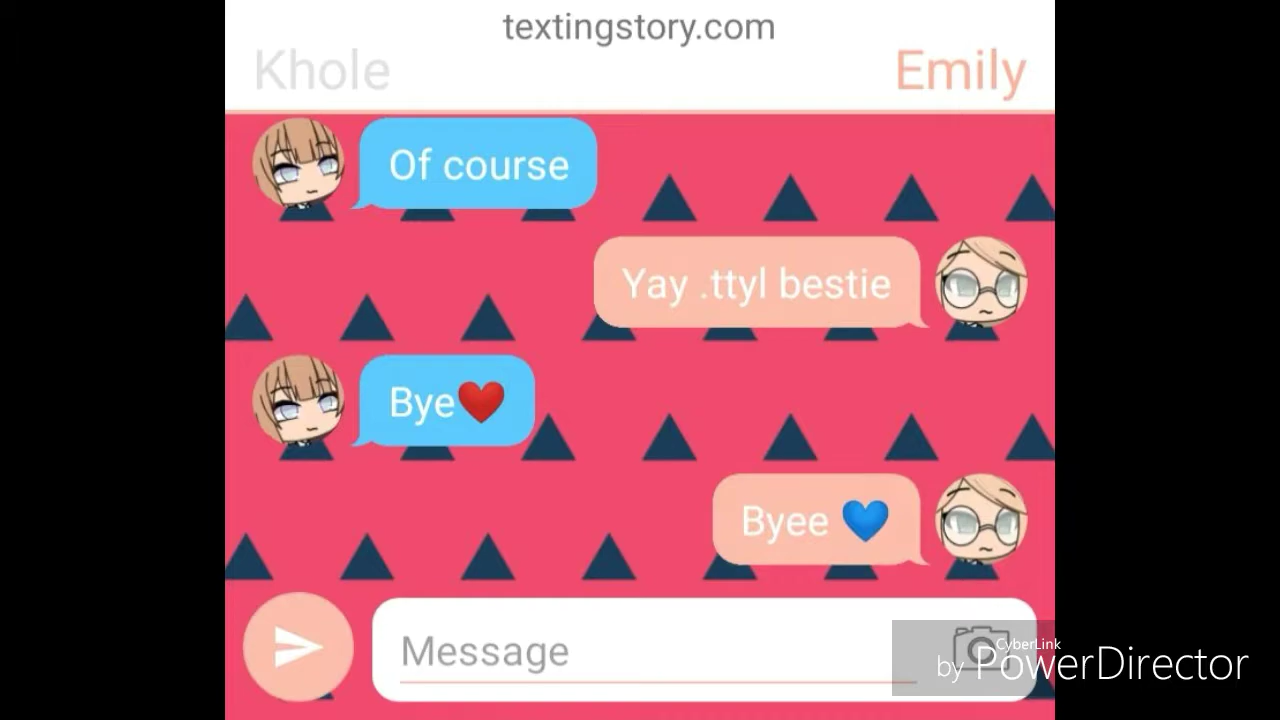 textingstory.com
Khole
Emily
Of course
Yay .ttyl bestie
Bye❤️
Byee 💙
Message
CyberLink
by PowerDirector